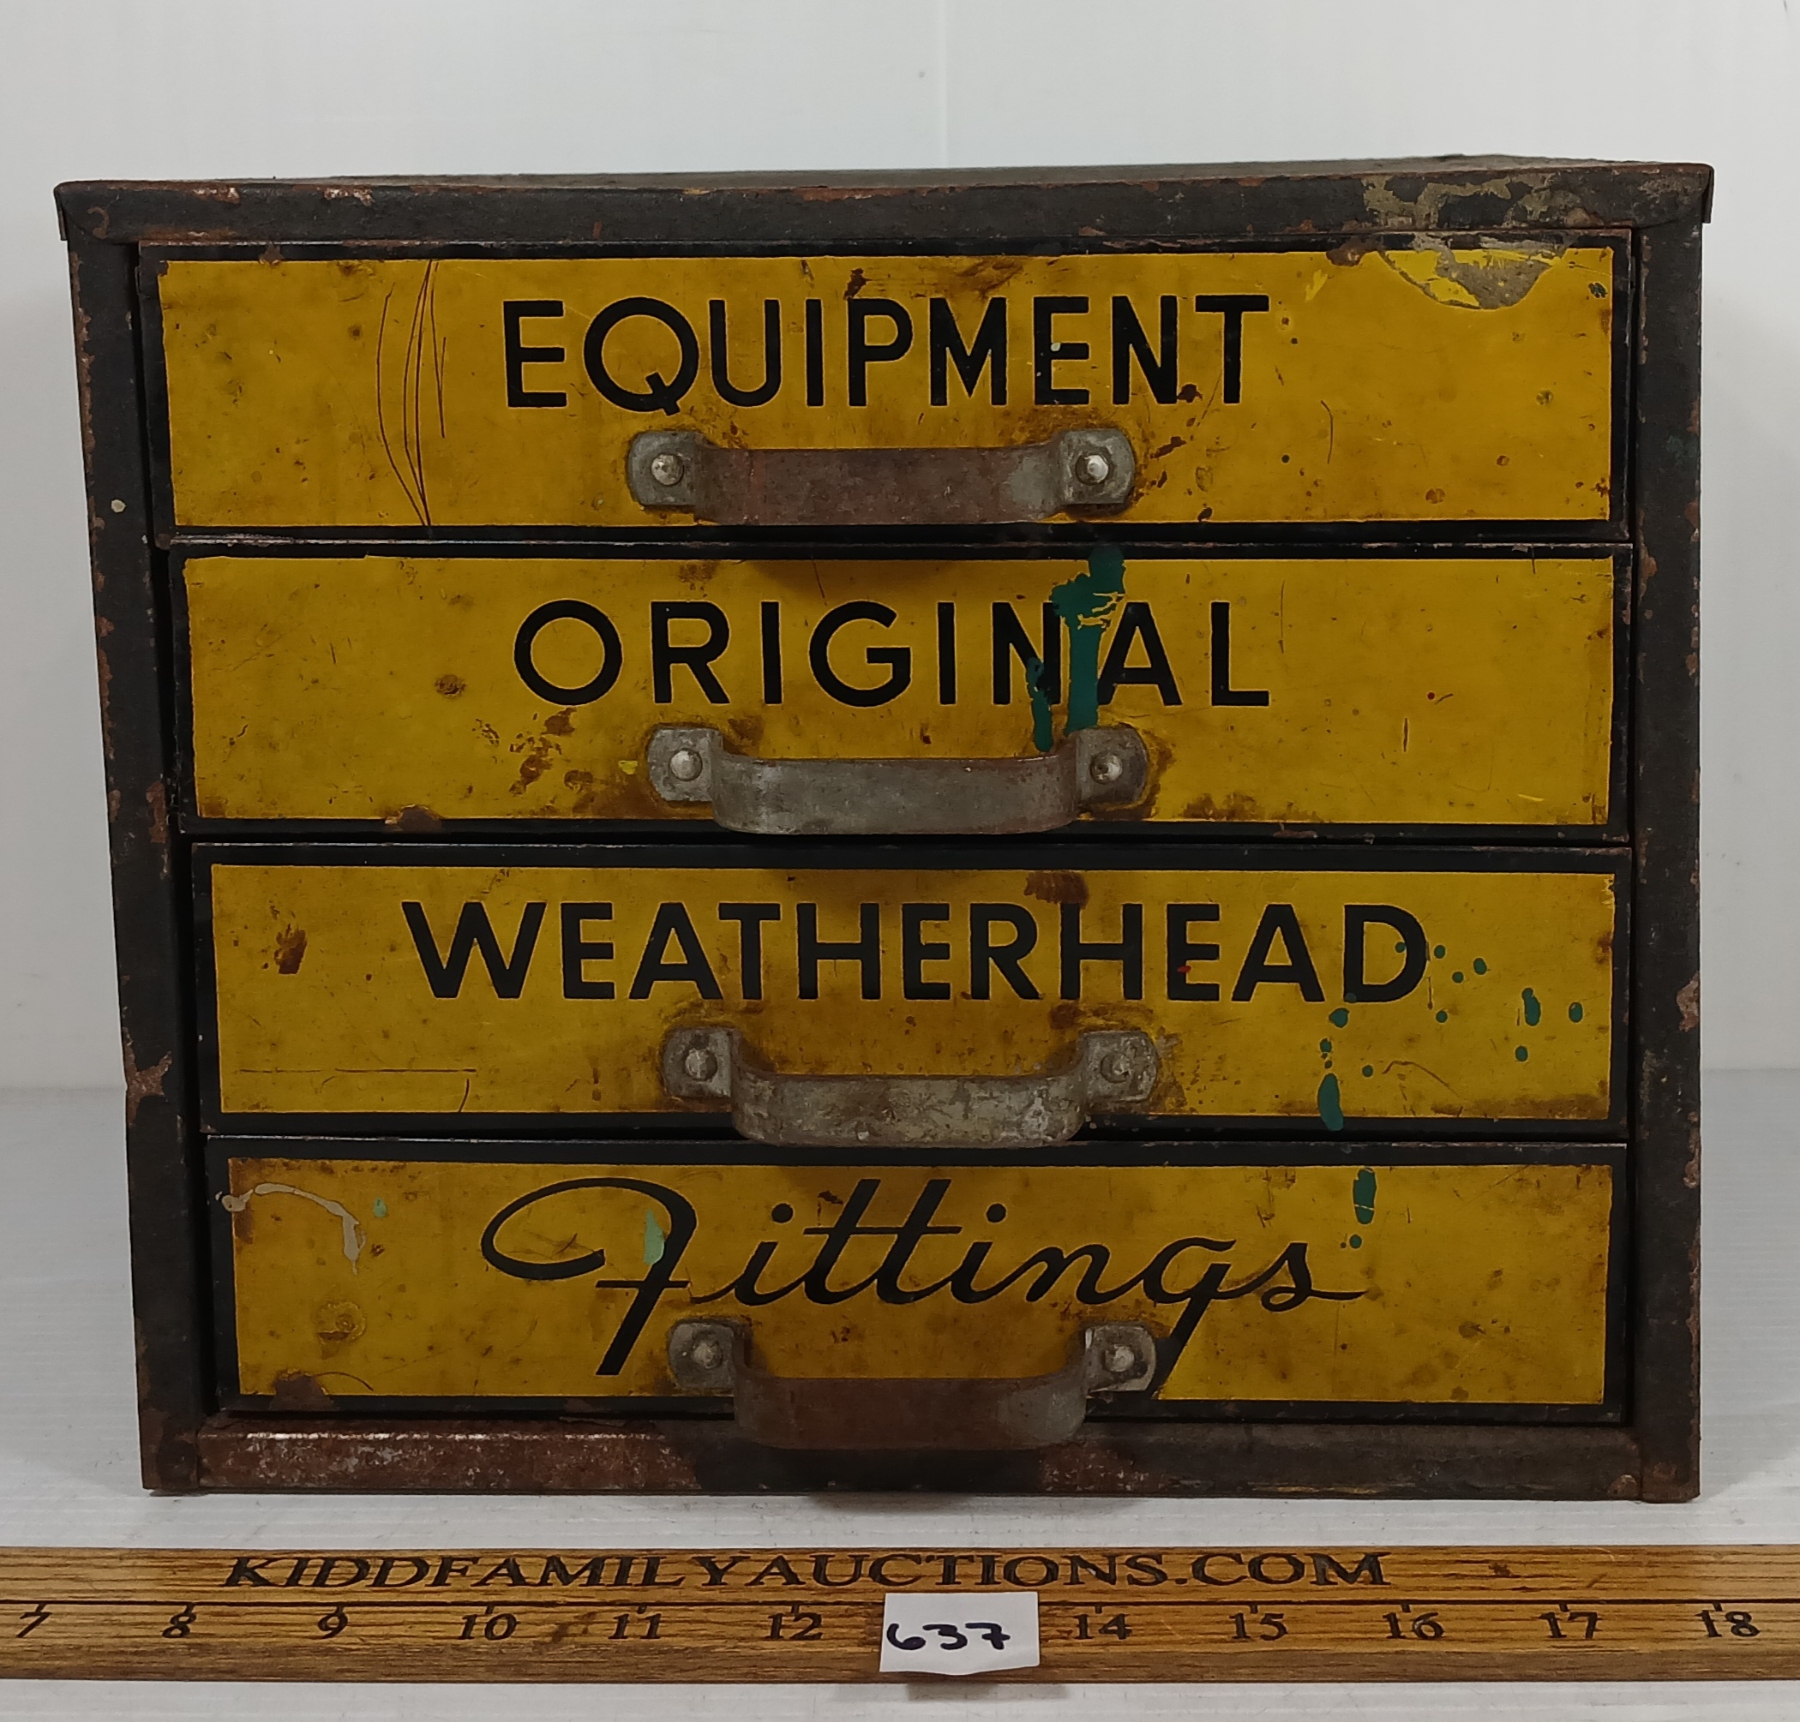 EQUIPMENT
ORIGINAL
WEATHERHEAD
Fittings
KIDDFAMILYAUCTIONS.COM
7 8 9 10 11 12 14 15 16 17 18
637